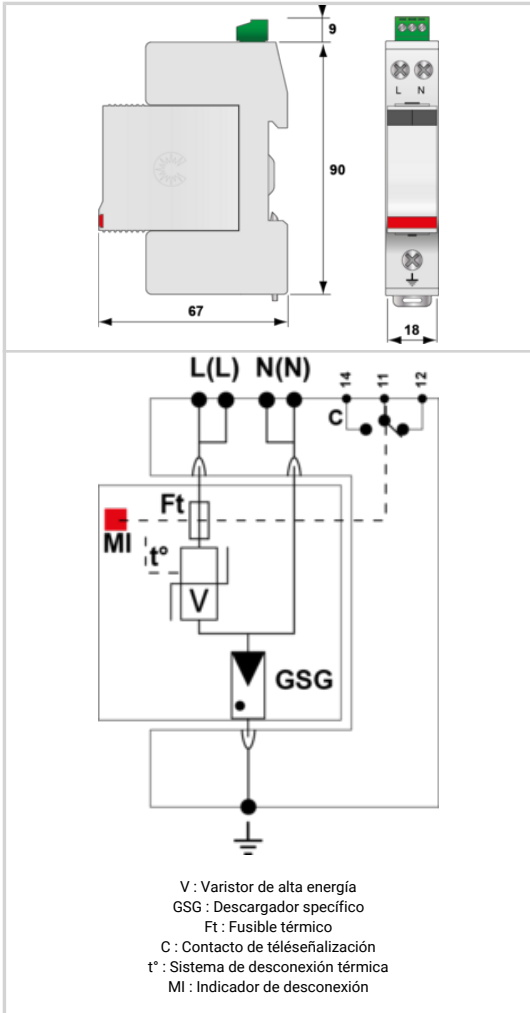 9
L N
90
67
18
L(L) N(N)
14 11 12
C
Ft
MI
t°
V
GSG
V : Varistor de alta energía
GSG : Descargador específico
Ft : Fusible térmico
C : Contacto de téléseñalización
t° : Sistema de desconexión térmica
MI : Indicador de desconexión